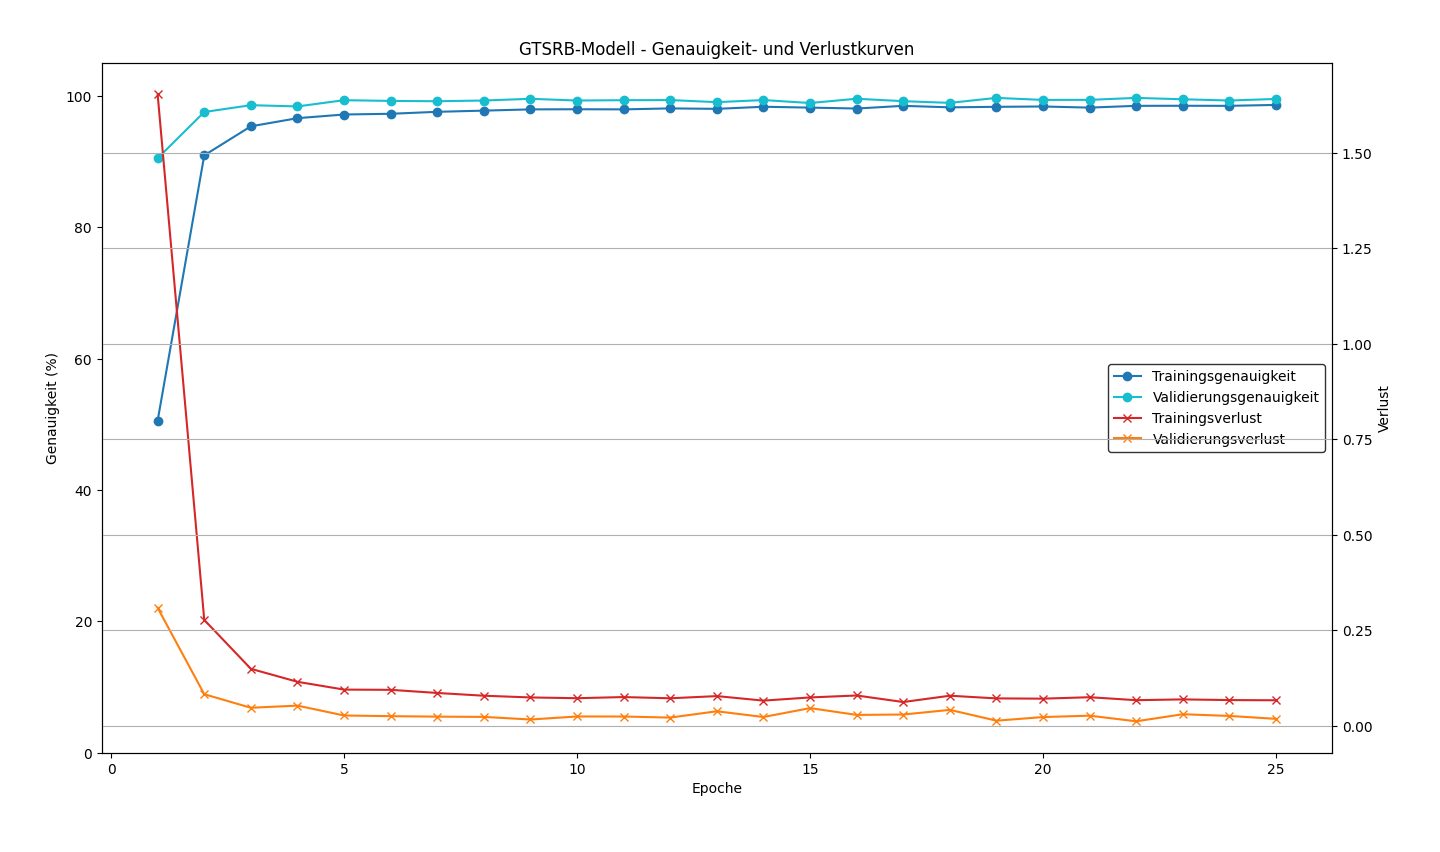 GTSRB-Modell - Genauigkeit- und Verlustkurven
Genauigkeit (%)
100
80
60
40
20
0
0
5
10
15
20
25
Epoche
1.50
1.25
1.00
0.75
0.50
0.25
0.00
Verlust
Trainingsgenauigkeit
Validierungsgenauigkeit
Trainingsverlust
Validierungsverlust